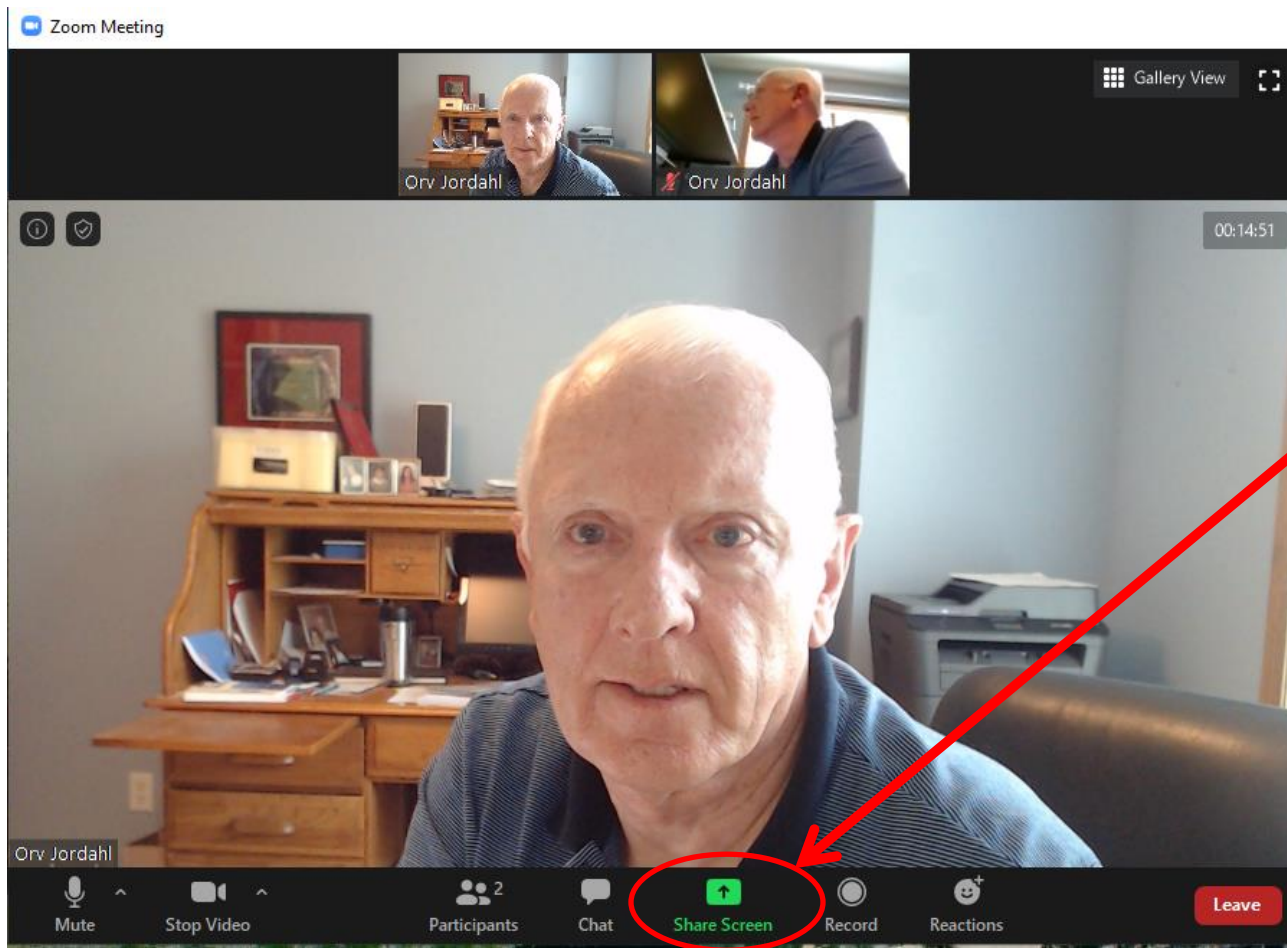 Zoom Meeting
Gallery View
Orv Jordahl
Orv Jordahl
00:14:51
Orv Jordahl
2
Mute
Stop Video
Participants
Chat
Share Screen
Record
Reactions
Leave